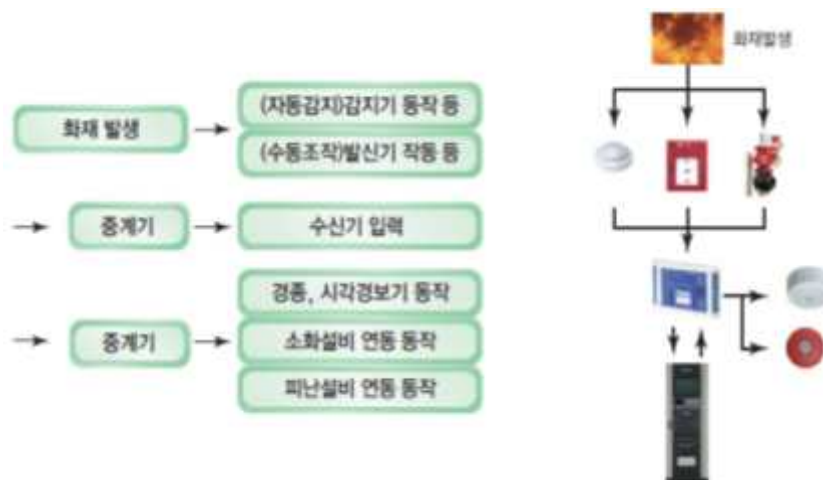 화재발생
(자동감지)감지기 동작 등
화재 발생
(수동조작)발신기 작동 등
중계기
수신기 입력
경종, 시각경보기 동작
중계기
소화설비 연동 동작
피난설비 연동 동작